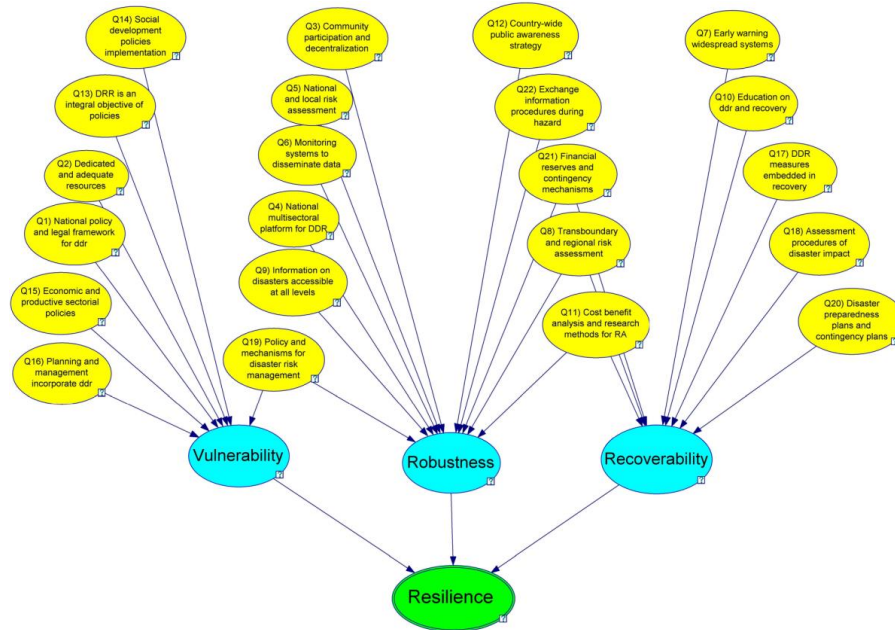 Q14) Social
development
policies
implementation
Q3) Community
participation and
decentralization
Q12) Country-wide
public awareness
strategy
Q7) Early warning
widespread systems
Q13) DRR is an
integral objective of
policies
Q5) National
and local risk
assessment
Q22) Exchange
information
procedures during
hazard
Q10) Education on
ddr and recovery
Q2) Dedicated
and adequate
resources
Q6) Monitoring
systems to
disseminate data
Q21) Financial
reserves and
contingency
mechanisms
Q17) DDR
measures
embedded in
recovery
Q1) National policy
and legal framework
for ddr
Q4) National
multisectoral
platform for DDR
Q8) Transboundary
and regional risk
assessment
Q18) Assessment
procedures of
disaster impact
Q15) Economic and
productive sectorial
policies
Q9) Information on
disasters accessible
at all levels
Q11) Cost benefit
analysis and research
methods for RA
Q20) Disaster
preparedness
plans and
contingency plans
Q16) Planning and
management
incorporate ddr
Q19) Policy and
mechanisms for
disaster risk
management
Vulnerability
Robustness
Recoverability
Resilience